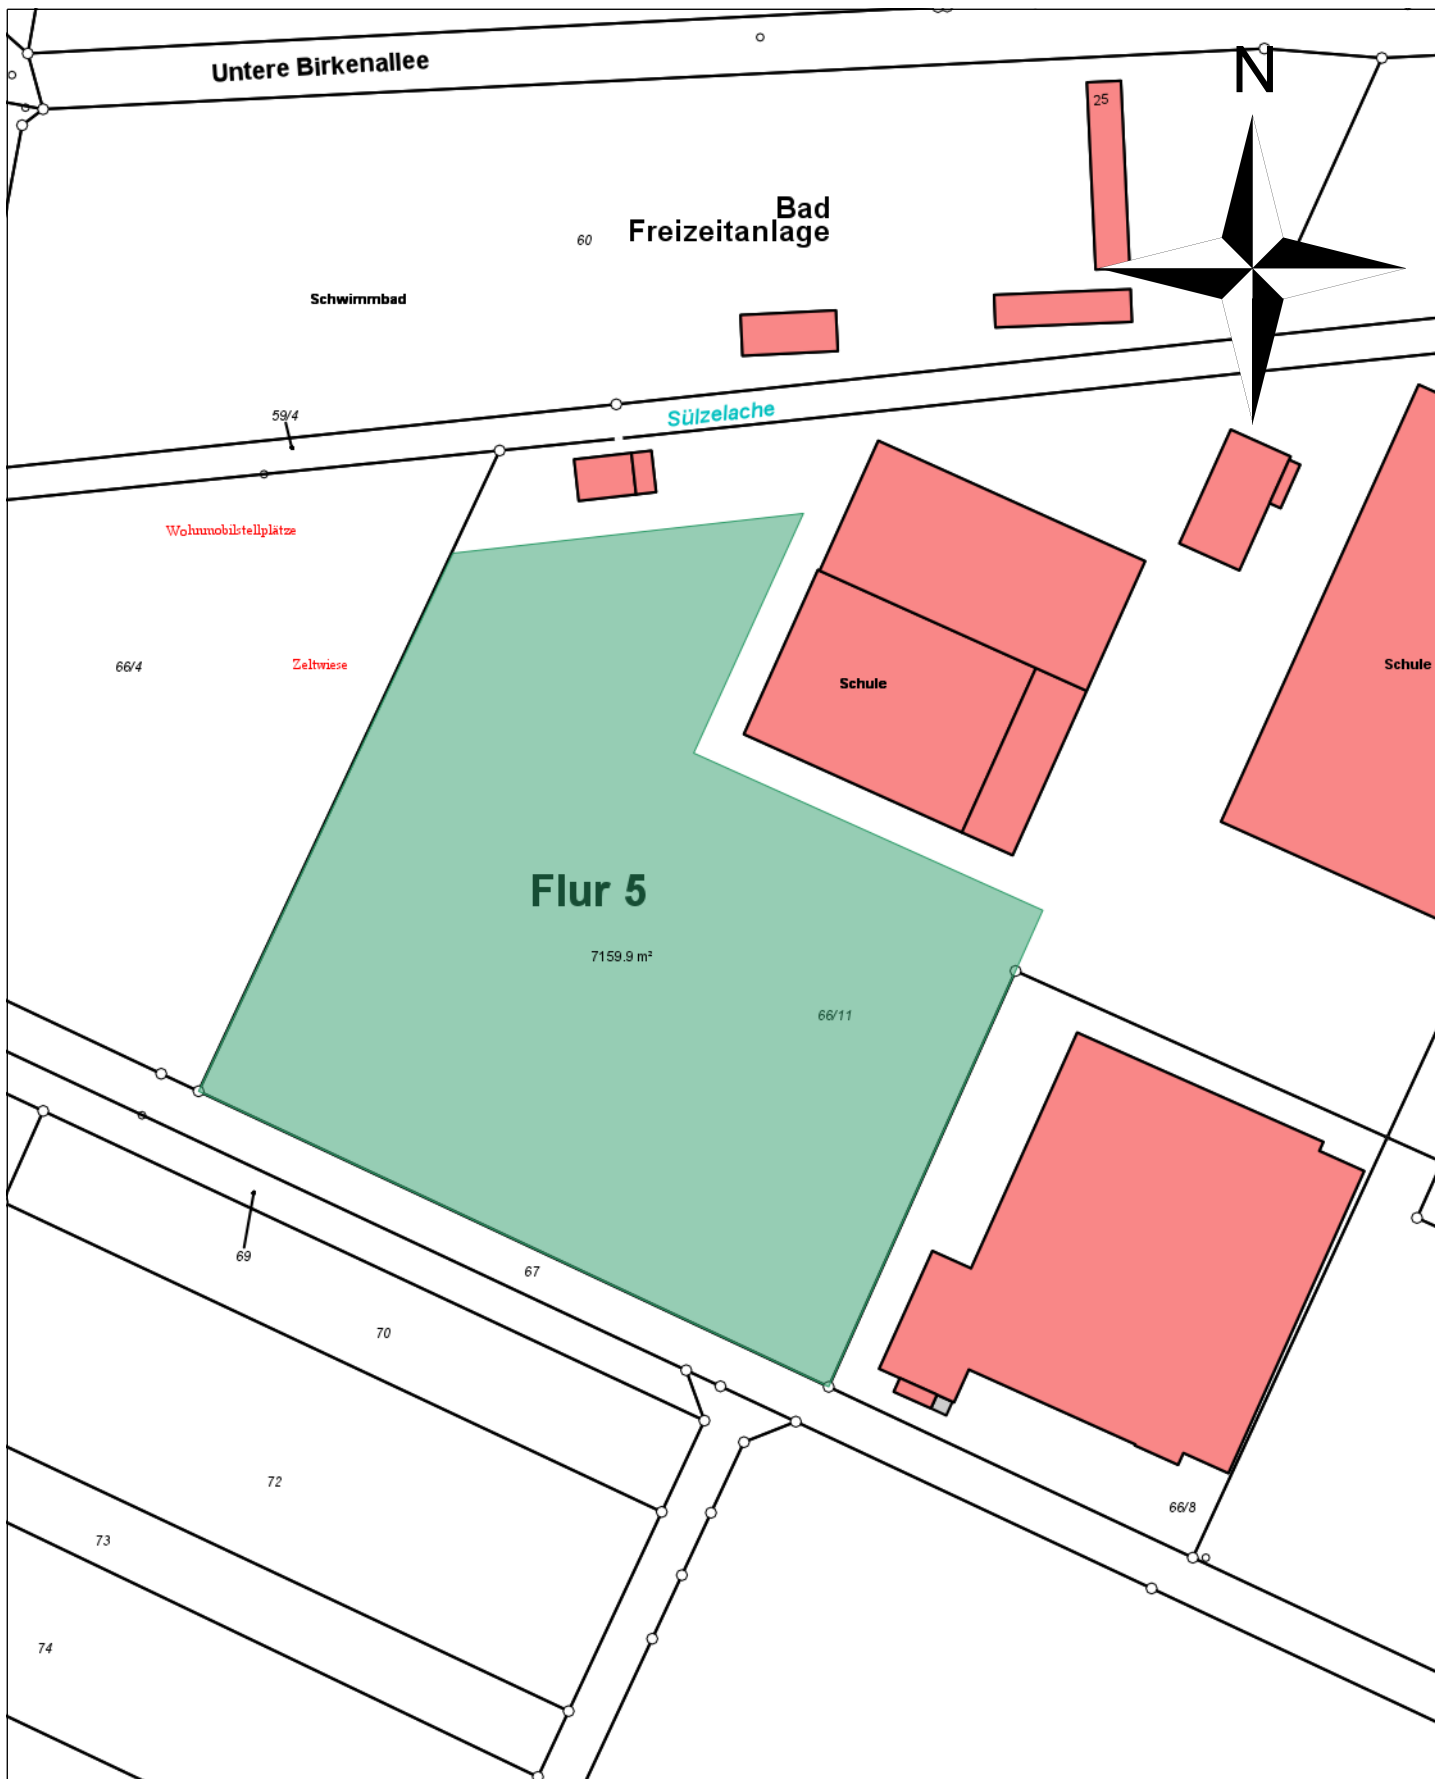 Untere Birkenallee
N
25
Bad
Freizeitanlage
60
Schwimmbad
59/4
Sülzelache
Wohnmobilstellplätze
66/4
Zeltwiese
Schule
Schule
Flur 5
7159.9 m²
66/11
69
67
70
72
66/8
73
74